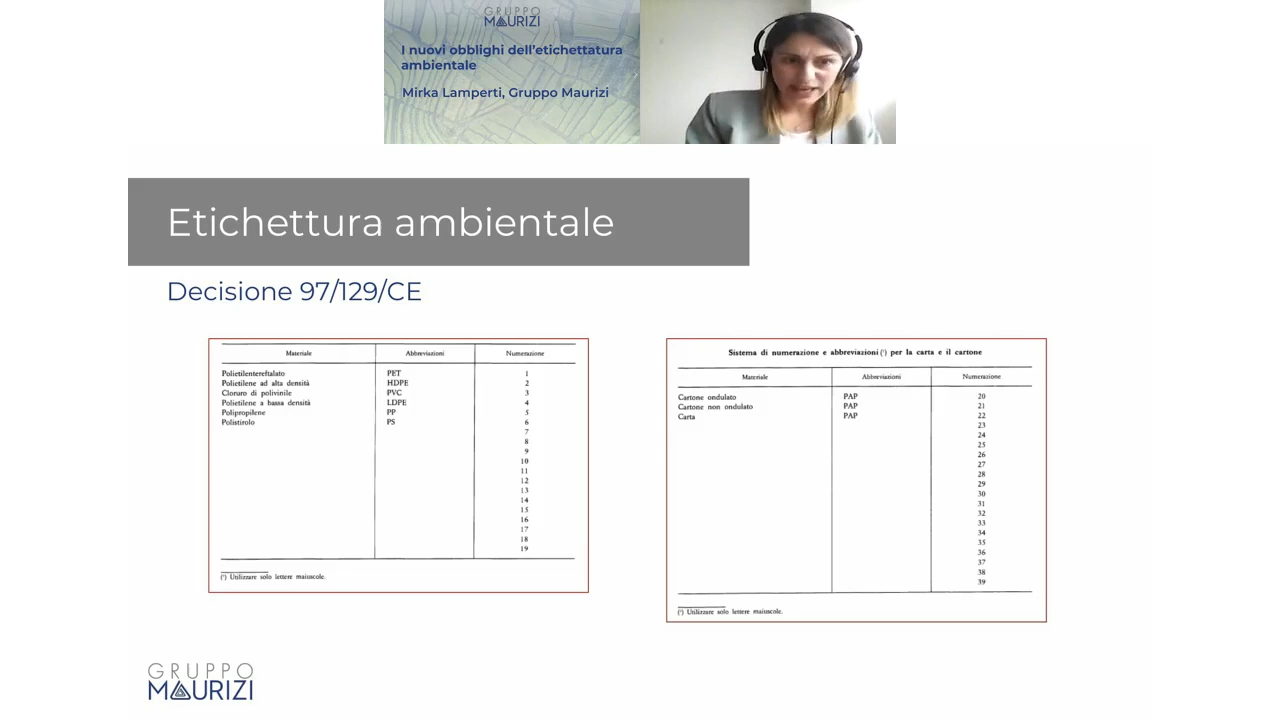 GRUPPO
MAURIZI
I nuovi obblighi dell'etichettatura
ambientale
Mirka Lamperti, Gruppo Maurizi
Etichettura ambientale
Decisione 97/129/CE
Materiale Abbreviazioni Numerazione
Polietilentereftalato PET 1
Polietilene ad alta densità HDPE 2
Cloruro di polivinile PVC 3
Polietilene a bassa densità LDPE 4
Polipropilene PP 5
Polistirolo PS 6
7
8
9
10
11
12
13
14
15
16
17
18
19
(¹) Utilizzare solo lettere maiuscole.
Sistema di numerazione e abbreviazioni (¹) per la carta e il cartone
Materiale Abbreviazioni Numerazione
Cartone ondulato PAP 20
Cartone non ondulato PAP 21
Carta PAP 22
23
24
25
26
27
28
29
30
31
32
33
34
35
36
37
38
39
(¹) Utilizzare solo lettere maiuscole.
GRUPPO
MAURIZI